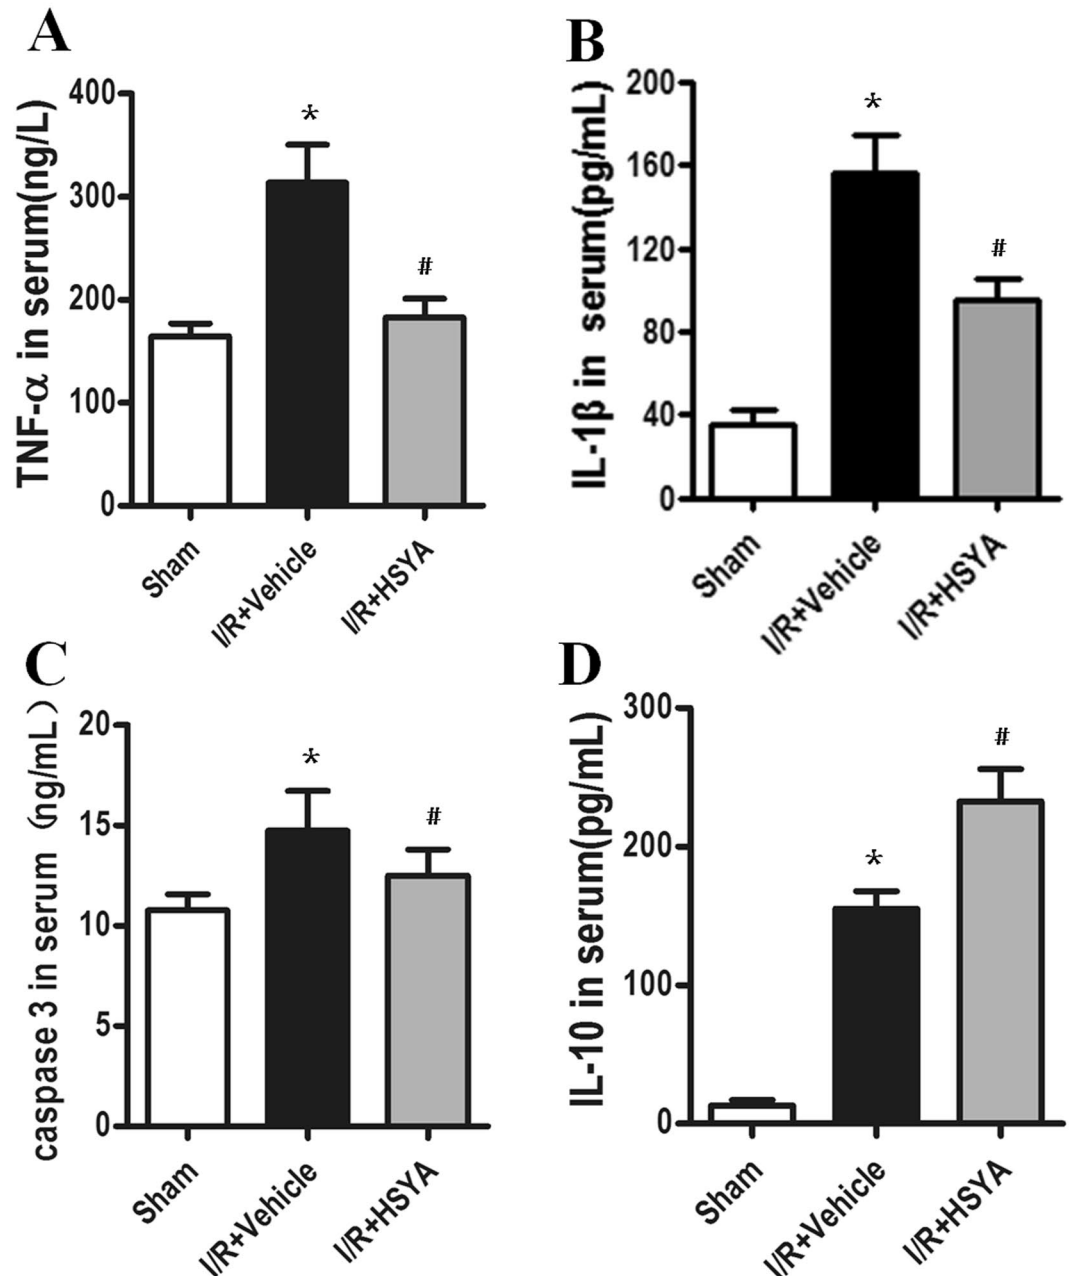 A
TNF-α in serum(ng/L)
400
300
200
100
0
*
#
Sham
I/R+Vehicle
I/R+HSYA
B
IL-1β in serum(pg/mL)
200
160
120
80
40
0
*
#
Sham
I/R+Vehicle
I/R+HSYA
C
caspase 3 in serum (ng/mL)
20
15
10
5
0
*
#
Sham
I/R+Vehicle
I/R+HSYA
D
IL-10 in serum(pg/mL)
300
200
100
0
*
#
Sham
I/R+Vehicle
I/R+HSYA